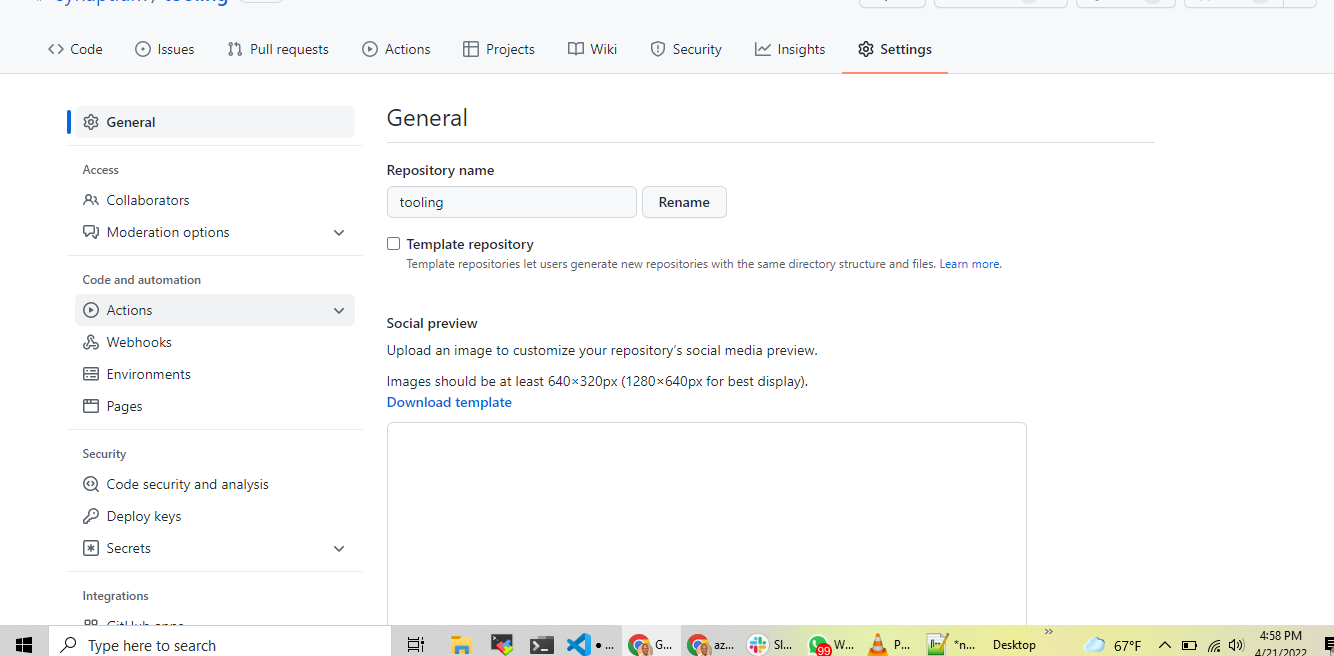 tooling
Code
Issues
Pull requests
Actions
Projects
Wiki
Security
Insights
Settings
General
Access
Collaborators
Moderation options
Code and automation
Actions
Webhooks
Environments
Pages
Security
Code security and analysis
Deploy keys
Secrets
Integrations
General
Repository name
tooling
Rename
Template repository
Template repositories let users generate new repositories with the same directory structure and files. Learn more.
Social preview
Upload an image to customize your repository’s social media preview.
Images should be at least 640×320px (1280×640px for best display).
Download template
Type here to search
• ...
G...
az...
Sl...
99
W...
P...
*n...
Desktop
67°F
4:58 PM
4/21/2022